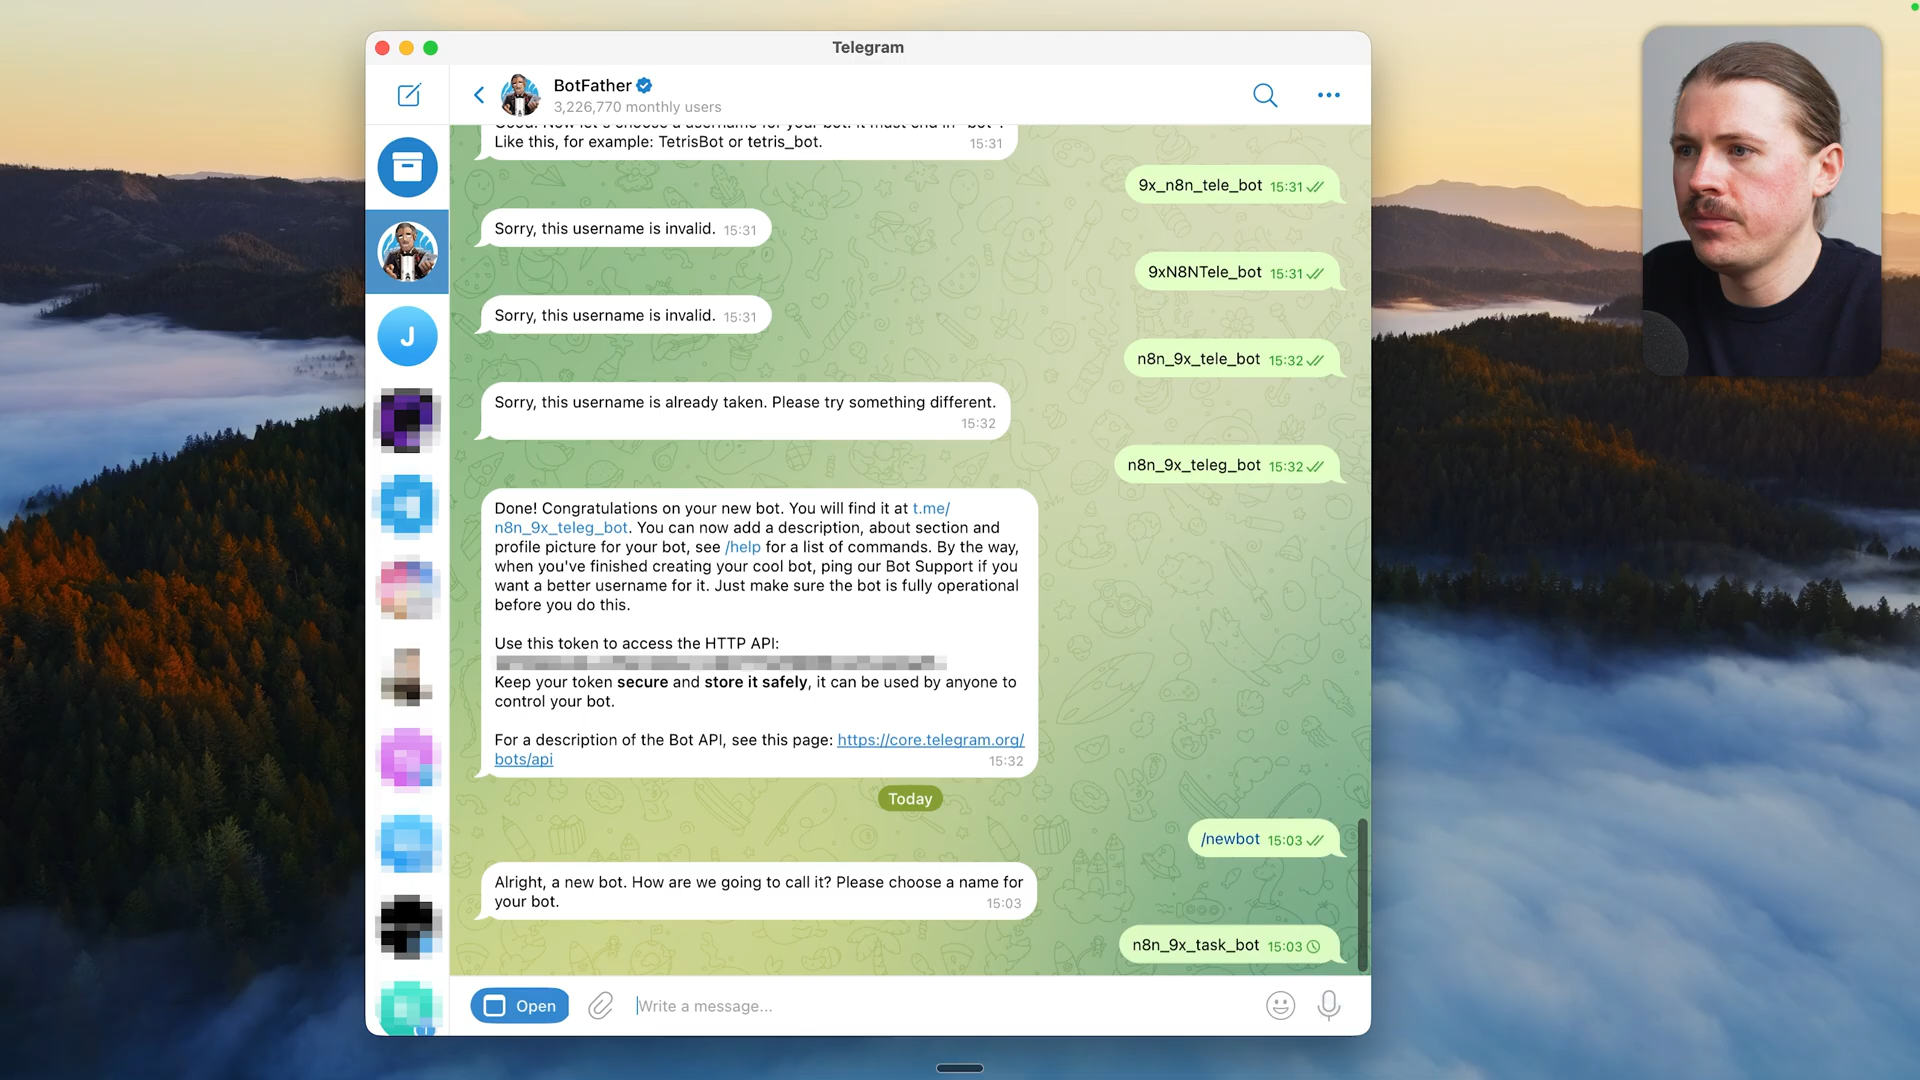 Telegram
BotFather
3,226,770 monthly users
Like this, for example: TetrisBot or tetris_bot.
15:31
9x_n8n_tele_bot 15:31
Sorry, this username is invalid. 15:31
9xN8NTele_bot 15:31
Sorry, this username is invalid. 15:31
n8n_9x_tele_bot 15:32
Sorry, this username is already taken. Please try something different.
15:32
n8n_9x_teleg_bot 15:32
Done! Congratulations on your new bot. You will find it at t.me/
n8n_9x_teleg_bot. You can now add a description, about section and
profile picture for your bot, see /help for a list of commands. By the way,
when you've finished creating your cool bot, ping our Bot Support if you
want a better username for it. Just make sure the bot is fully operational
before you do this.
Use this token to access the HTTP API:
Keep your token secure and store it safely, it can be used by anyone to
control your bot.
For a description of the Bot API, see this page: https://core.telegram.org/
bots/api
15:32
Today
/newbot 15:03
Alright, a new bot. How are we going to call it? Please choose a name for
your bot.
15:03
n8n_9x_task_bot 15:03
J
Open
Write a message...